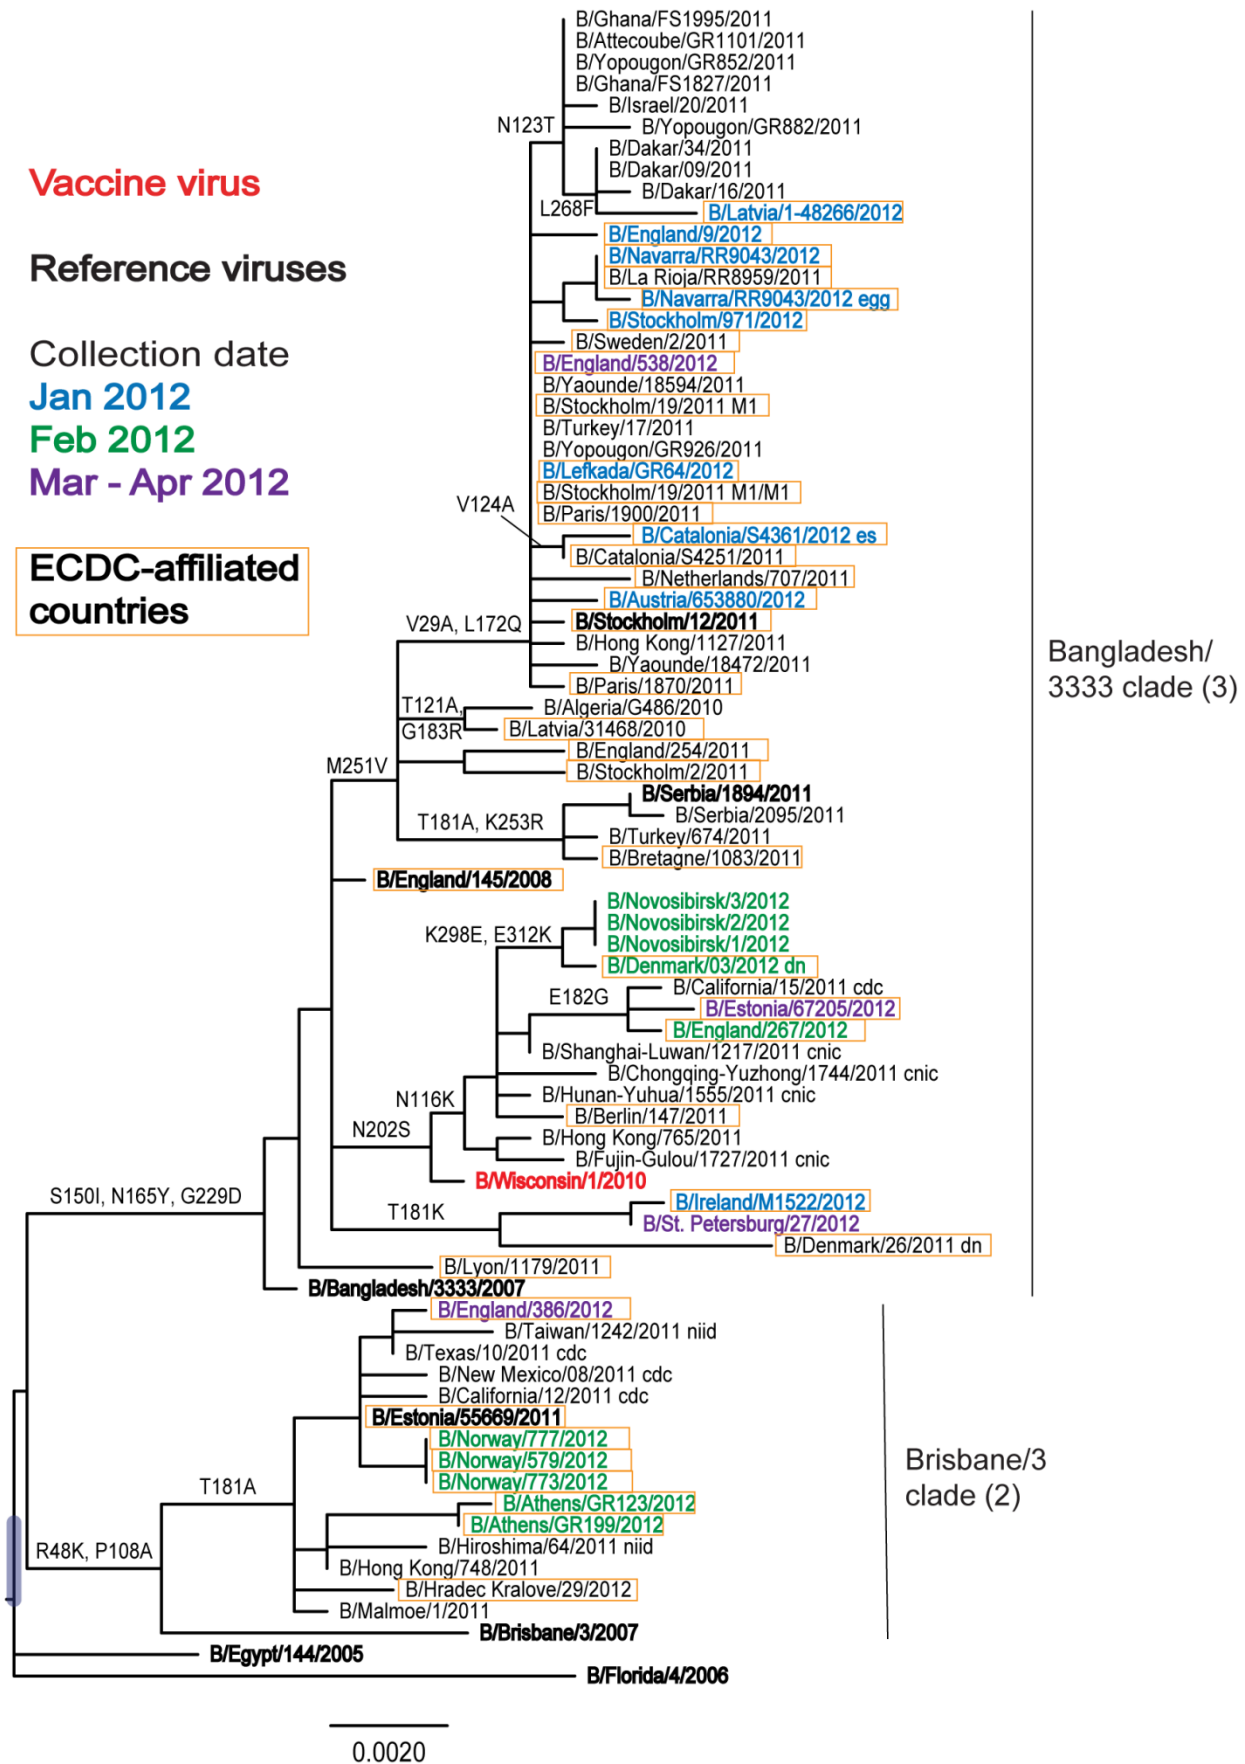 Vaccine virus
Reference viruses
Collection date
Jan 2012
Feb 2012
Mar - Apr 2012
ECDC-affiliated
countries
B/Ghana/FS1995/2011
B/Attecoube/GR1101/2011
B/Yopougon/GR852/2011
B/Ghana/FS1827/2011
B/Israel/20/2011
N123T
B/Yopougon/GR882/2011
B/Dakar/34/2011
B/Dakar/09/2011
B/Dakar/16/2011
L268F
B/Latvia/1-48266/2012
B/England/9/2012
B/Navarra/RR9043/2012
B/La Rioja/RR8959/2011
B/Navarra/RR9043/2012 egg
B/Stockholm/971/2012
B/Sweden/2/2011
B/England/538/2012
B/Yaounde/18594/2011
B/Stockholm/19/2011 M1
B/Turkey/17/2011
B/Yopougon/GR926/2011
B/Lefkada/GR64/2012
B/Stockholm/19/2011 M1/M1
B/Paris/1900/2011
V124A
B/Catalonia/S4361/2012 es
B/Catalonia/S4251/2011
B/Netherlands/707/2011
B/Austria/653880/2012
V29A, L172Q
B/Stockholm/12/2011
B/Hong Kong/1127/2011
B/Yaounde/18472/2011
B/Paris/1870/2011
T121A,
G183R
B/Algeria/G486/2010
B/Latvia/31468/2010
B/England/254/2011
B/Stockholm/2/2011
M251V
B/Serbia/1894/2011
B/Serbia/2095/2011
T181A, K253R
B/Turkey/674/2011
B/Bretagne/1083/2011
B/England/145/2008
B/Novosibirsk/3/2012
B/Novosibirsk/2/2012
K298E, E312K
B/Novosibirsk/1/2012
B/Denmark/03/2012 dn
B/California/15/2011 cdc
E182G
B/Estonia/67205/2012
B/England/267/2012
B/Shanghai-Luwan/1217/2011 cnic
B/Chongqing-Yuzhong/1744/2011 cnic
N116K
B/Hunan-Yuhua/1555/2011 cnic
B/Berlin/147/2011
N202S
B/Hong Kong/765/2011
B/Fujin-Gulou/1727/2011 cnic
B/Wisconsin/1/2010
S150I, N165Y, G229D
T181K
B/Ireland/M1522/2012
B/St. Petersburg/27/2012
B/Denmark/26/2011 dn
B/Lyon/1179/2011
B/Bangladesh/3333/2007
Bangladesh/
3333 clade (3)
B/England/386/2012
B/Taiwan/1242/2011 niid
B/Texas/10/2011 cdc
B/New Mexico/08/2011 cdc
B/California/12/2011 cdc
B/Estonia/55669/2011
B/Norway/777/2012
B/Norway/579/2012
B/Norway/773/2012
T181A
B/Athens/GR123/2012
B/Athens/GR199/2012
B/Hiroshima/64/2011 niid
R48K, P108A
B/Hong Kong/748/2011
B/Hradec Kralove/29/2012
B/Malmoe/1/2011
B/Brisbane/3/2007
Brisbane/3
clade (2)
B/Egypt/144/2005
B/Florida/4/2006
0.0020